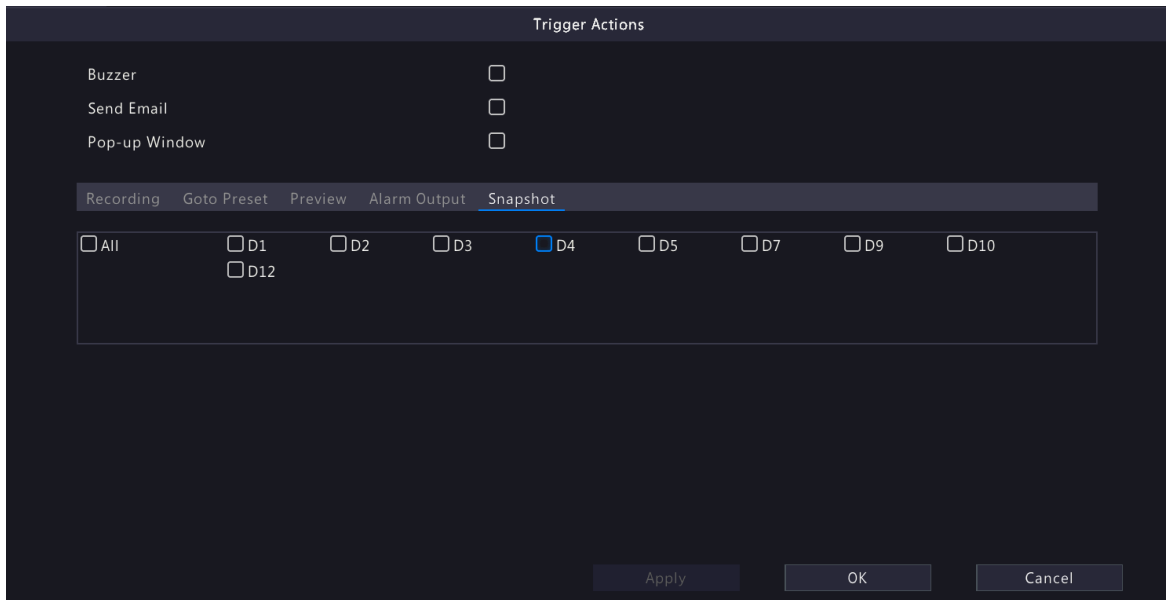 Trigger Actions
Buzzer
Send Email
Pop-up Window
Recording Goto Preset Preview Alarm Output Snapshot
All D1 D2 D3 D4 D5 D7 D9 D10
D12
Apply OK Cancel